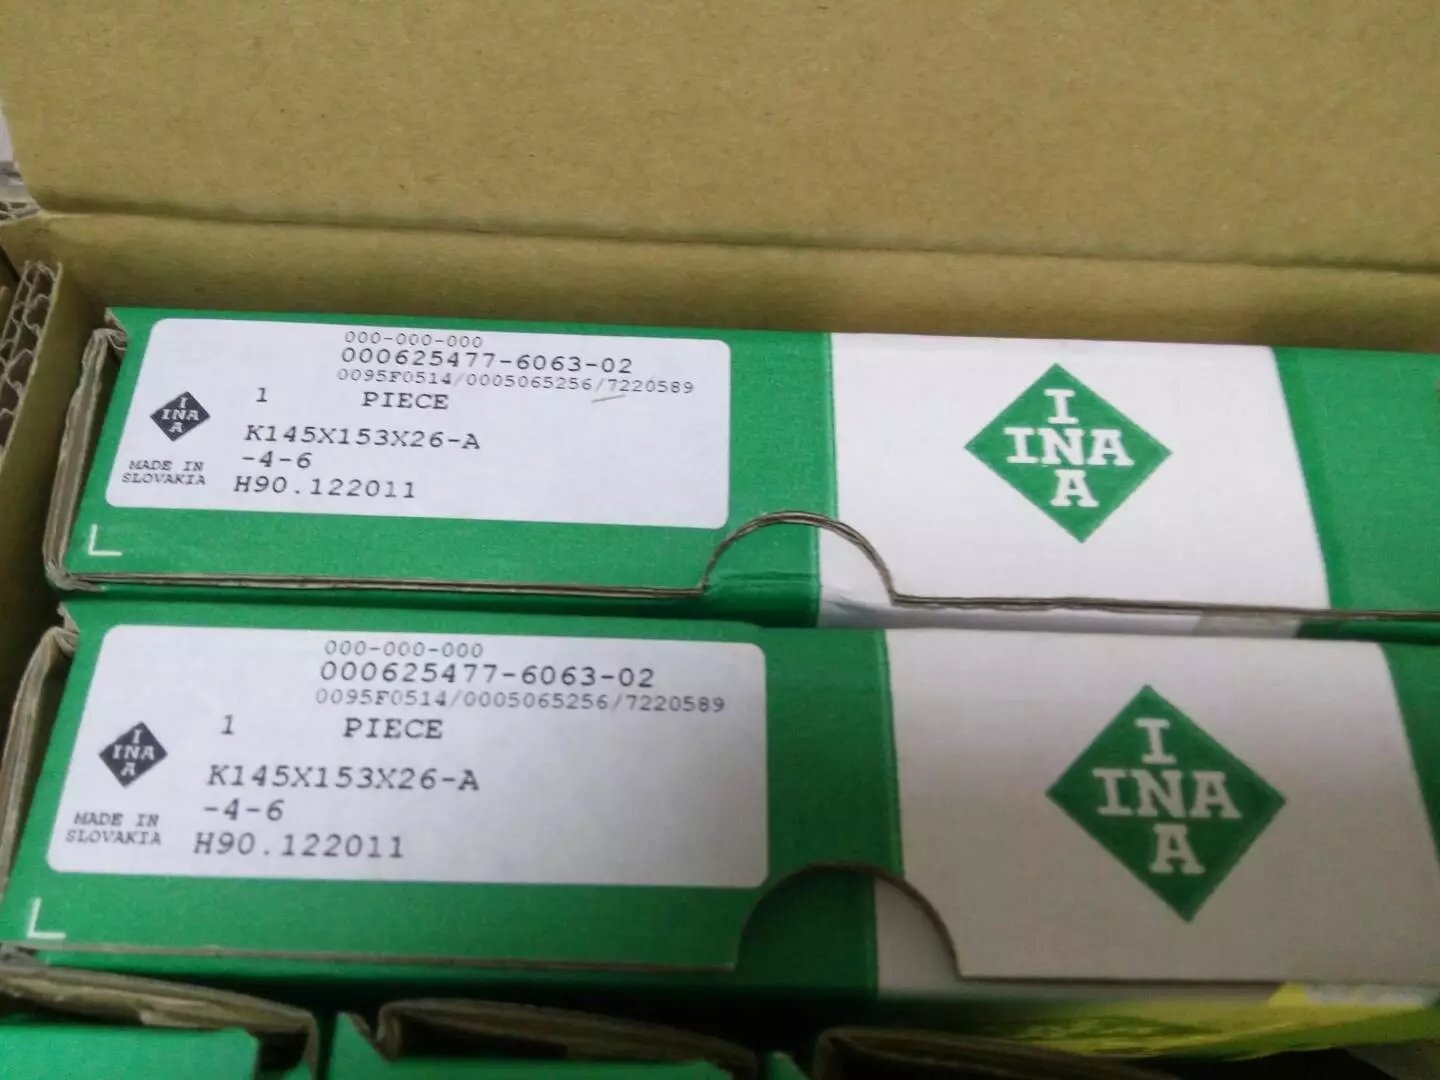 000-000-000
000625477-6063-02
0095F0514/0005065256/7220589
1 PIECE
K145X153X26-A
-4-6
H90.122011
I
INA
A
MADE IN
SLOVAKIA
I
INA
A
000-000-000
000625477-6063-02
0095F0514/0005065256/7220589
1 PIECE
K145X153X26-A
-4-6
H90.122011
I
INA
A
MADE IN
SLOVAKIA
I
INA
A